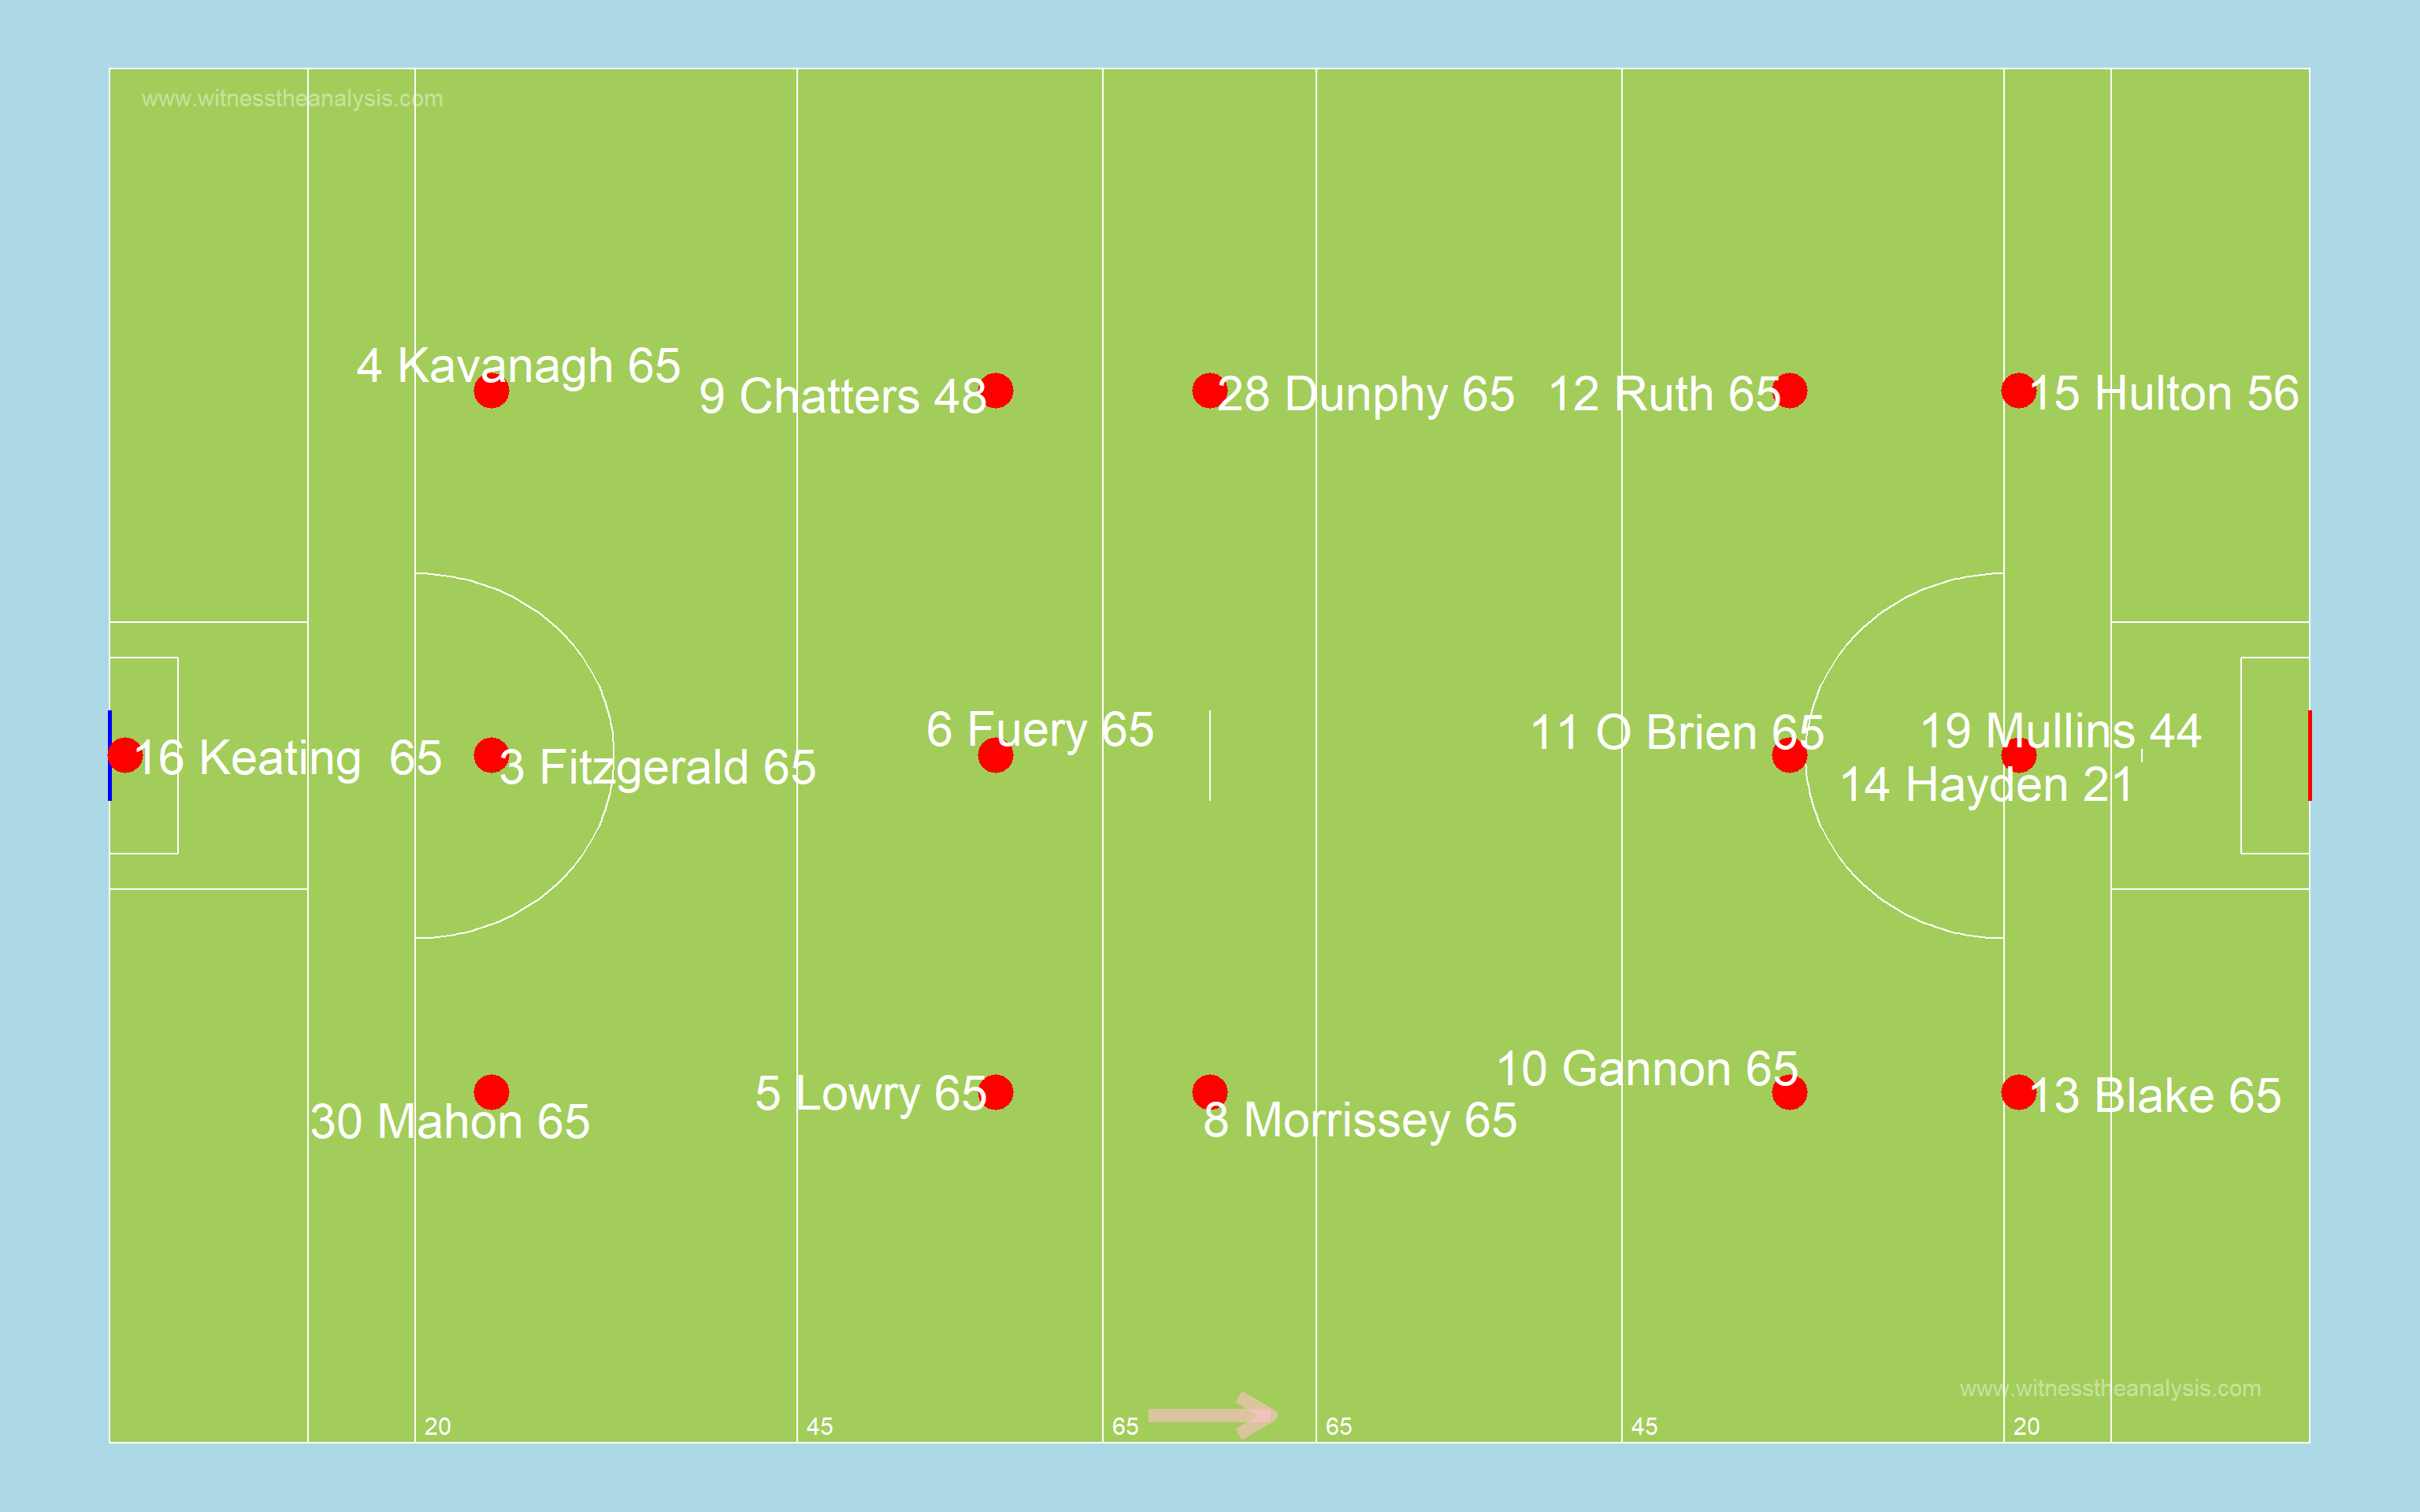 www.witnesstheanalysis.com
4 Kavanagh 65
9 Chatters 48
28 Dunphy 65
12 Ruth 65
15 Hulton 56
16 Keating  65
3 Fitzgerald 65
6 Fuery 65
11 O Brien 65
19 Mullins 44
14 Hayden 21
30 Mahon 65
5 Lowry 65
8 Morrissey 65
10 Gannon 65
13 Blake 65
www.witnesstheanalysis.com
20
45
65
65
45
20